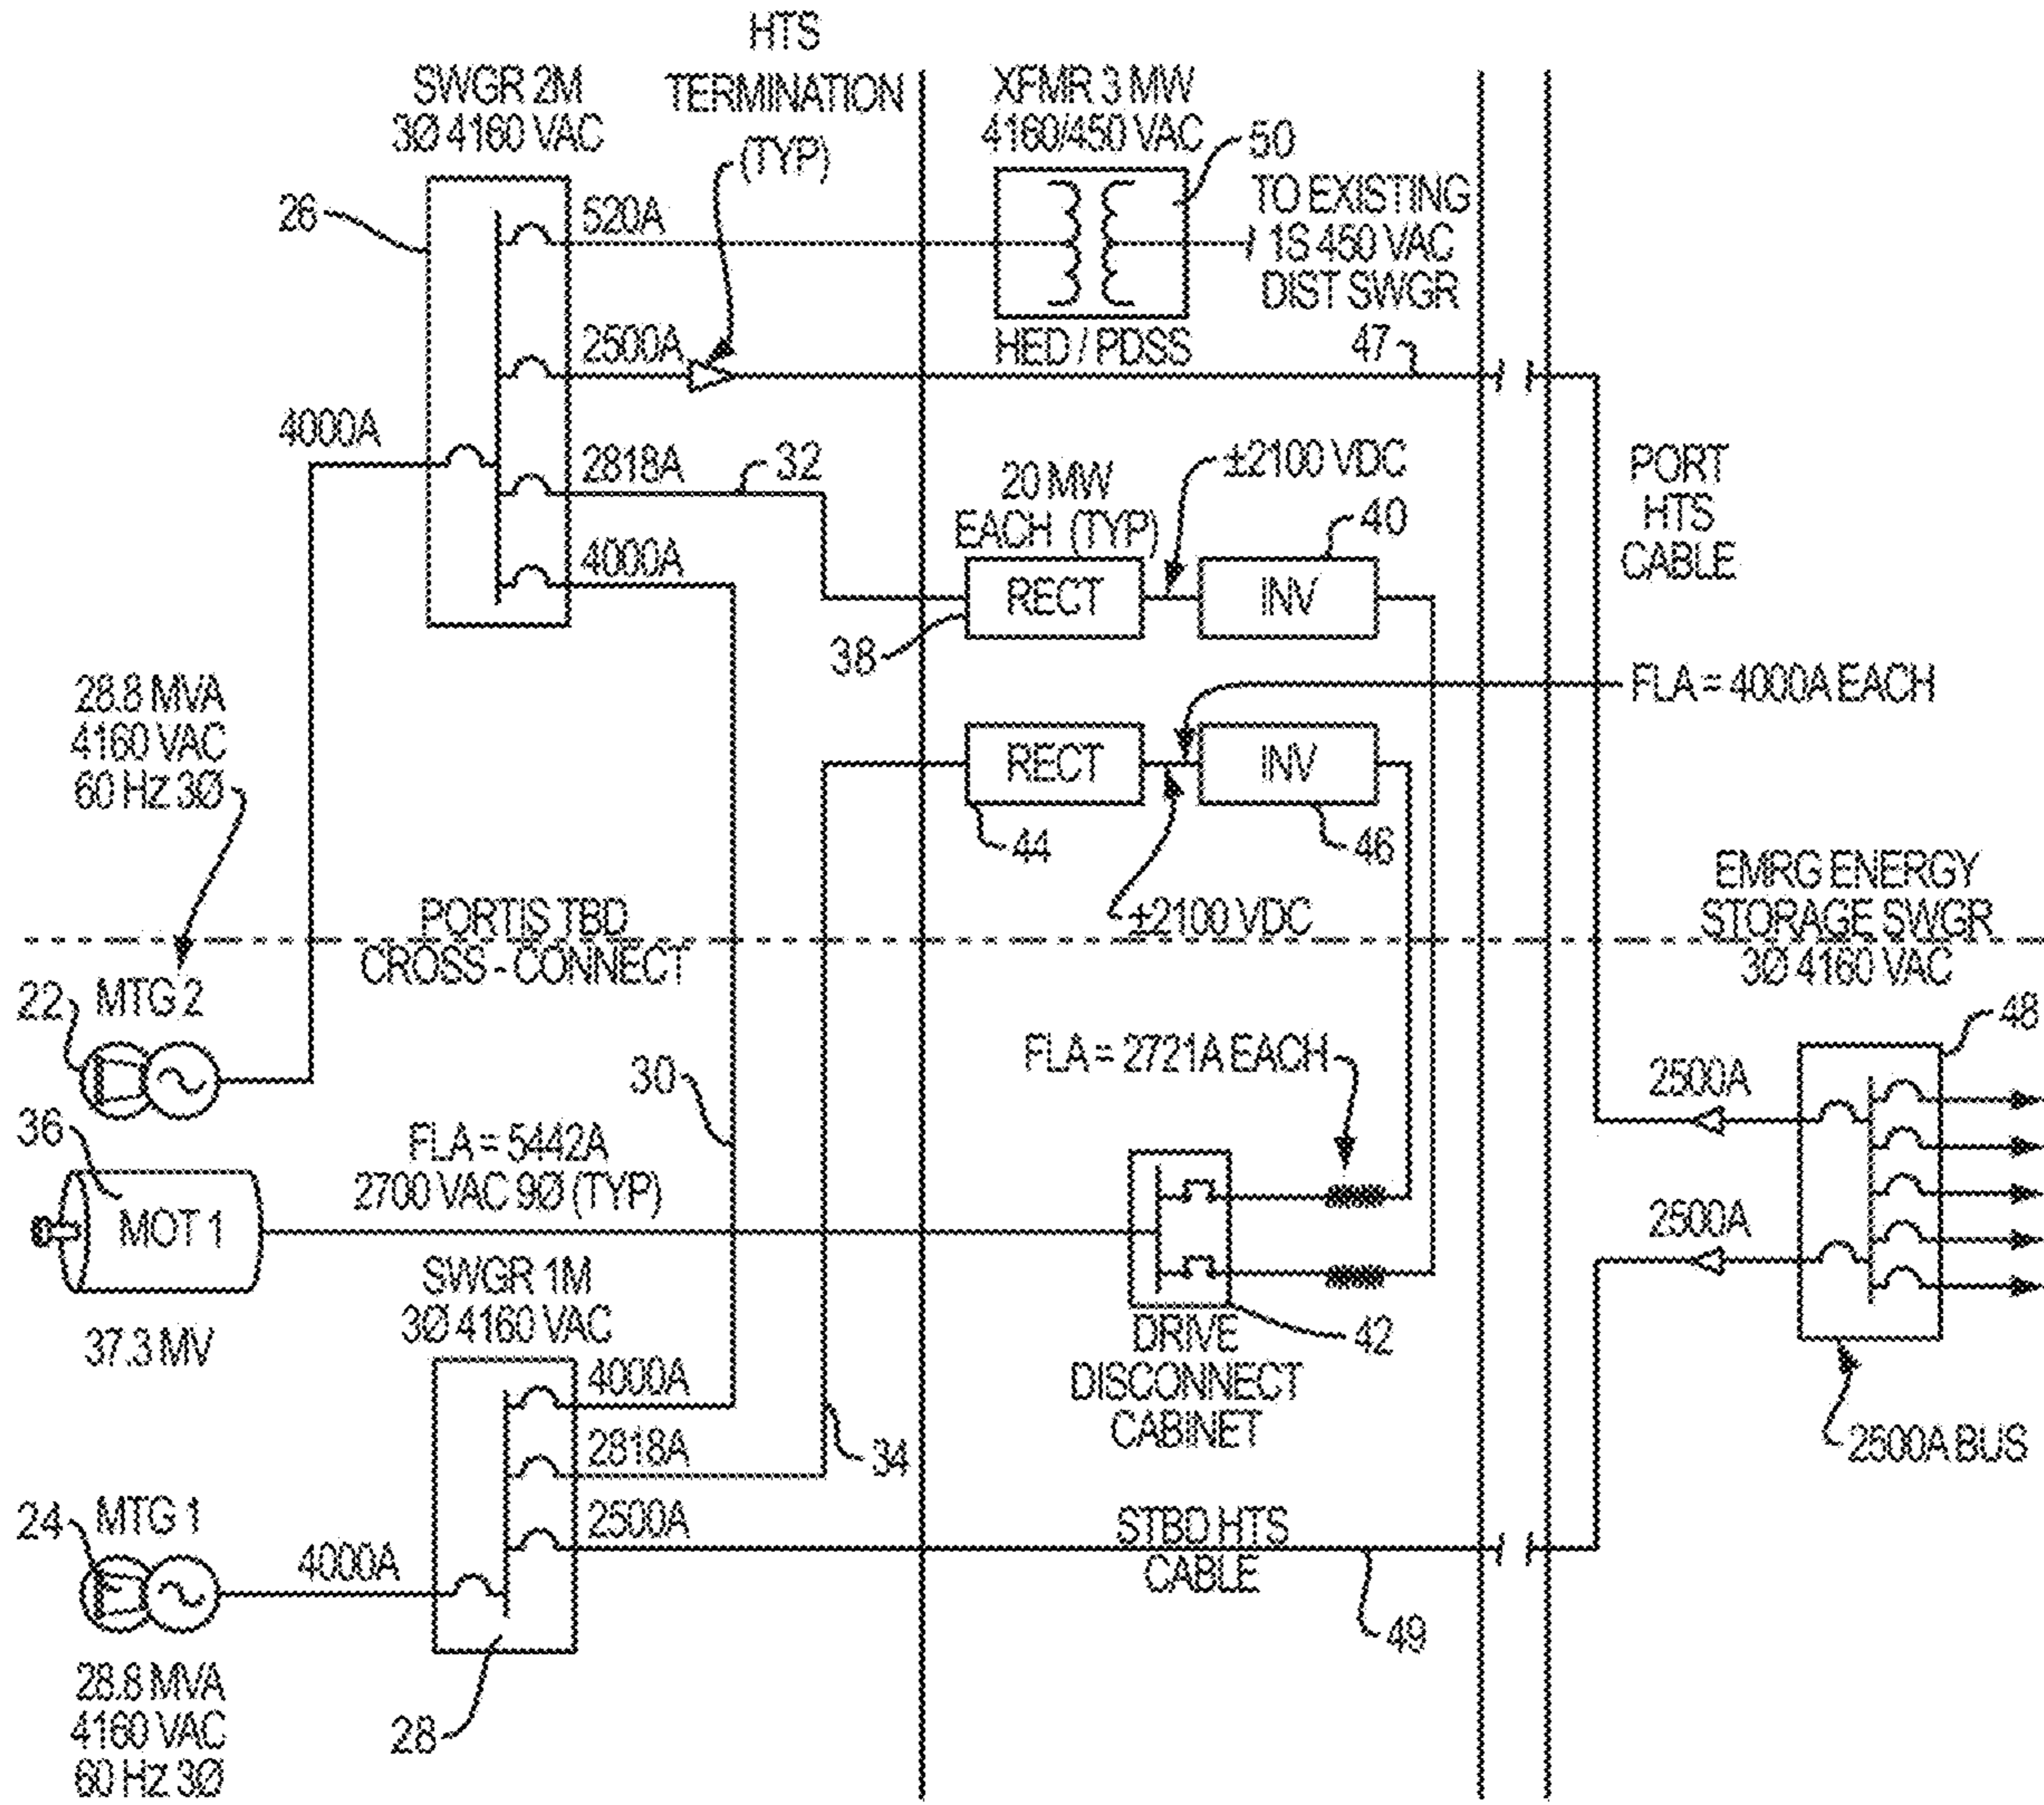 HTS
TERMINATION
(TYP)
SWGR 2M
3Ø 4160 VAC
XFMR 3 MW
4160/450 VAC
50
26
520A
TO EXISTING
1S 450 VAC
DIST SWGR
HED / PDSS
47
2500A
4000A
2818A
32
4000A
20 MW
EACH (TYP)
±2100 VDC
40
PORT
HTS
CABLE
RECT
INV
38
28.8 MVA
4160 VAC
60 Hz 3Ø
FLA = 4000A EACH
RECT
INV
44
46
±2100 VDC
PORTIS TBD
CROSS - CONNECT
EMRG ENERGY
STORAGE SWGR
3Ø 4160 VAC
22
MTG 2
48
30
FLA = 2721A EACH
2500A
36
MOT 1
37.3 MV
FLA = 5442A
2700 VAC 9Ø (TYP)
2500A
SWGR 1M
3Ø 4160 VAC
42
DRIVE
DISCONNECT
CABINET
4000A
2818A
34
2500A BUS
24
MTG 1
4000A
2500A
STBD HTS
CABLE
49
28.8 MVA
4160 VAC
60 Hz 3Ø
28